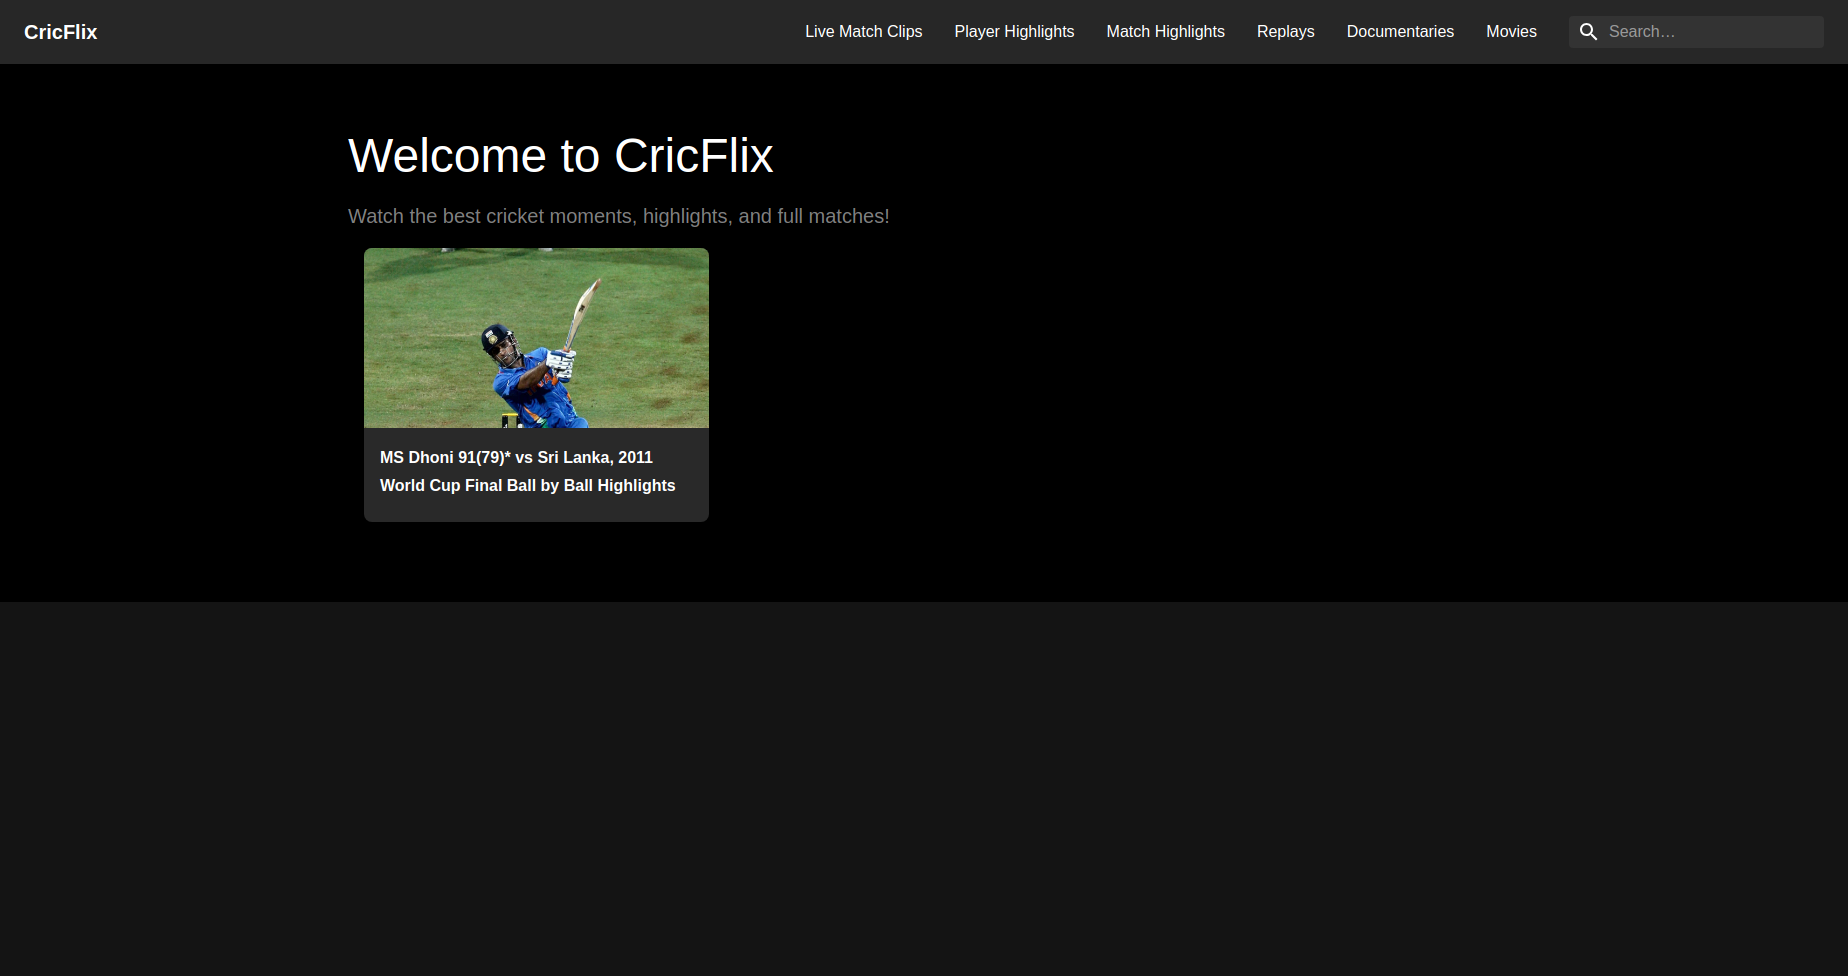 CricFlix
Live Match Clips
Player Highlights
Match Highlights
Replays
Documentaries
Movies
Search…
Welcome to CricFlix
Watch the best cricket moments, highlights, and full matches!
MS Dhoni 91(79)* vs Sri Lanka, 2011
World Cup Final Ball by Ball Highlights